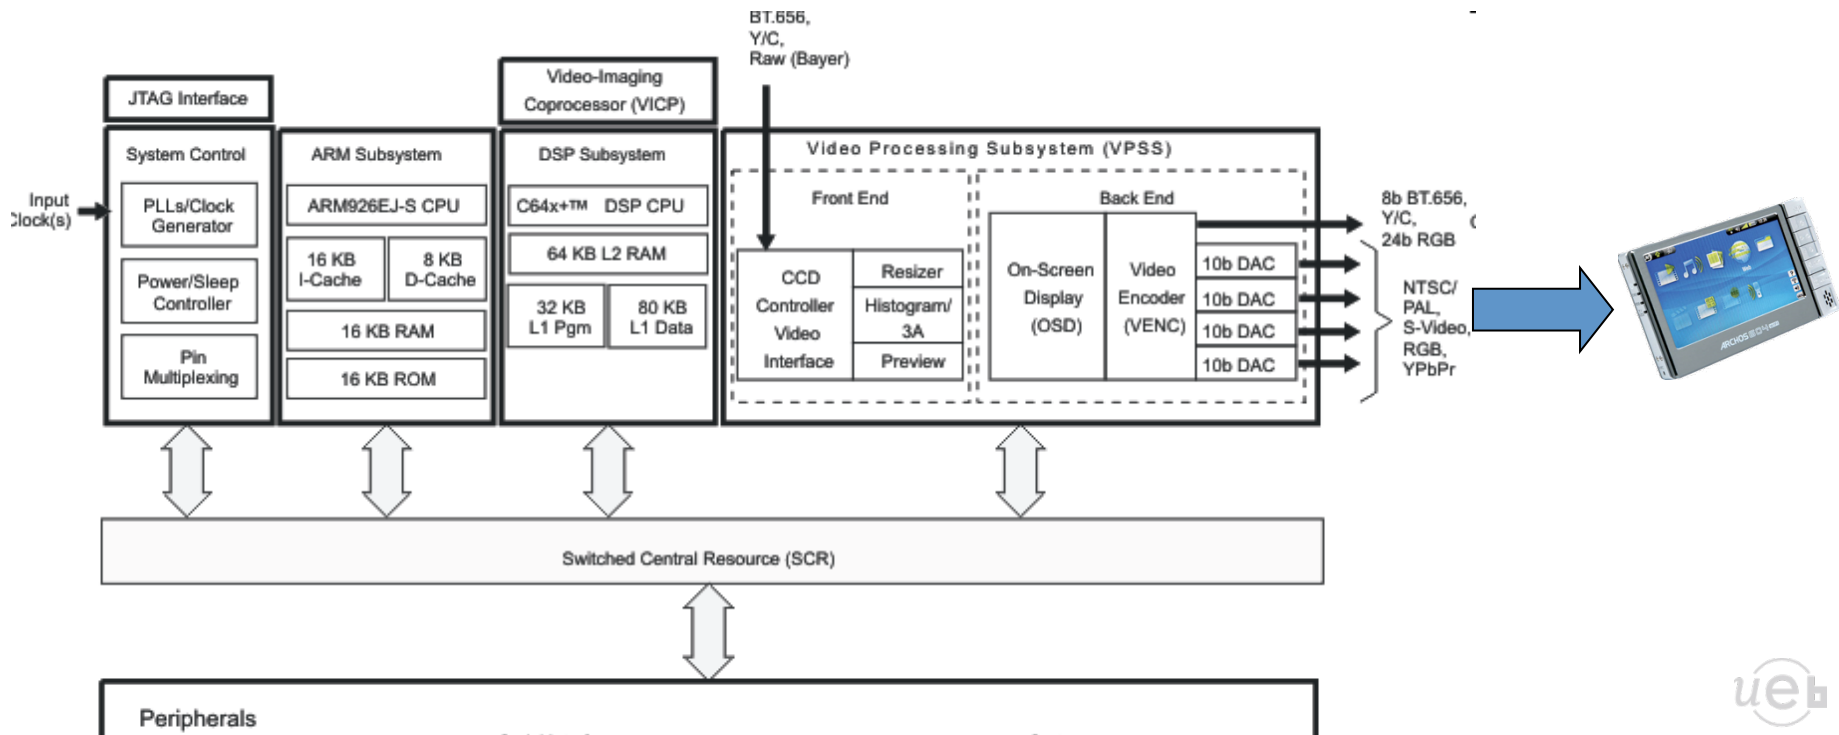 BT.656,
Y/C,
Raw (Bayer)
JTAG Interface
Video-Imaging
Coprocessor (VICP)
System Control
PLLs/Clock
Generator
Power/Sleep
Controller
Pin
Multiplexing
Input
Clock(s)
ARM Subsystem
ARM926EJ-S CPU
16 KB
I-Cache
8 KB
D-Cache
16 KB RAM
16 KB ROM
DSP Subsystem
C64x+™ DSP CPU
64 KB L2 RAM
32 KB
L1 Pgm
80 KB
L1 Data
Video Processing Subsystem (VPSS)
Front End
CCD
Controller
Video
Interface
Resizer
Histogram/
3A
Preview
Back End
On-Screen
Display
(OSD)
Video
Encoder
(VENC)
10b DAC
10b DAC
10b DAC
10b DAC
8b BT.656,
Y/C,
24b RGB
NTSC/
PAL,
S-Video,
RGB,
YPbPr
ARCHOS
Switched Central Resource (SCR)
Peripherals
ueb